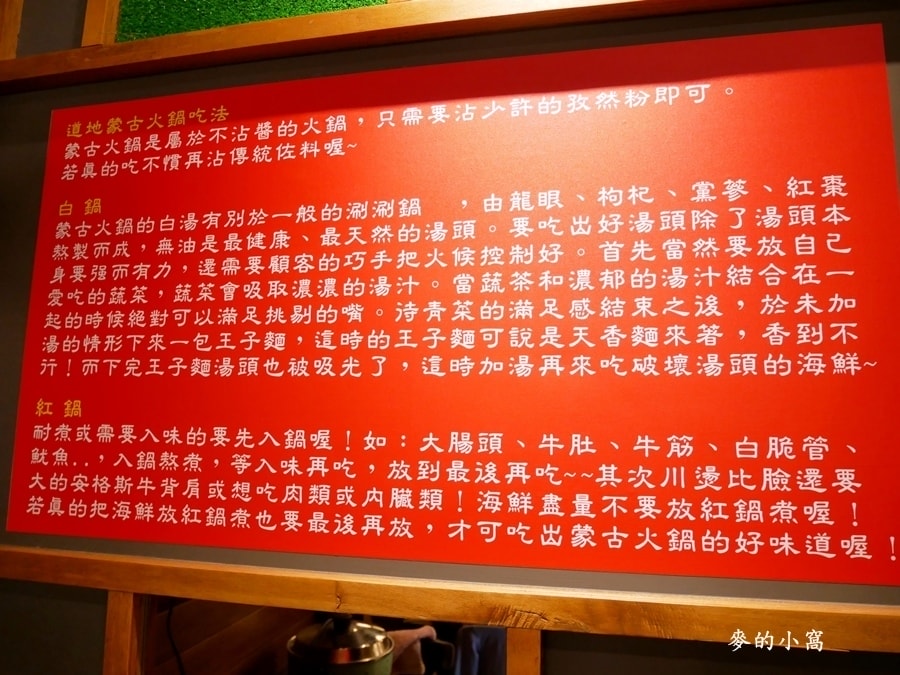 道地蒙古火鍋吃法
蒙古火鍋是屬於不沾醬的火鍋，只需要沾少許的孜然粉即可。
若真的吃不慣再沾傳統佐料喔~
白鍋
蒙古火鍋的白湯有別於一般的涮涮鍋　，由龍眼、枸杞、黨蔘、紅棗
熬製而成，無油是最健康、最天然的湯頭。要吃出好湯頭除了湯頭本
身要强而有力，還需要顧客的巧手把火候控制好。首先當然要放自己
愛吃的蔬菜，蔬菜會吸取濃濃的湯汁。當蔬茶和濃郁的湯汁結合在一
起的時候絕對可以滿足挑剔的嘴。待青菜的滿足感結束之後，於未加
湯的情形下來一包王子麵，這時的王子麵可說是天香麵來著，香到不
行！而下完王子麵湯頭也被吸光了，這時加湯再來吃破壞湯頭的海鮮~
紅鍋
耐煮或需要入味的要先入鍋喔！如：大腸頭、牛肚、牛筋、白脆管、
魷魚..，入鍋熬煮，等入味再吃，放到最後再吃~~其次川燙比臉還要
大的安格斯牛背肩或想吃肉類或內臟類！海鮮盡量不要放紅鍋煮喔！
若真的把海鮮放紅鍋煮也要最後再放，才可吃出蒙古火鍋的好味道喔！
麥的小窩